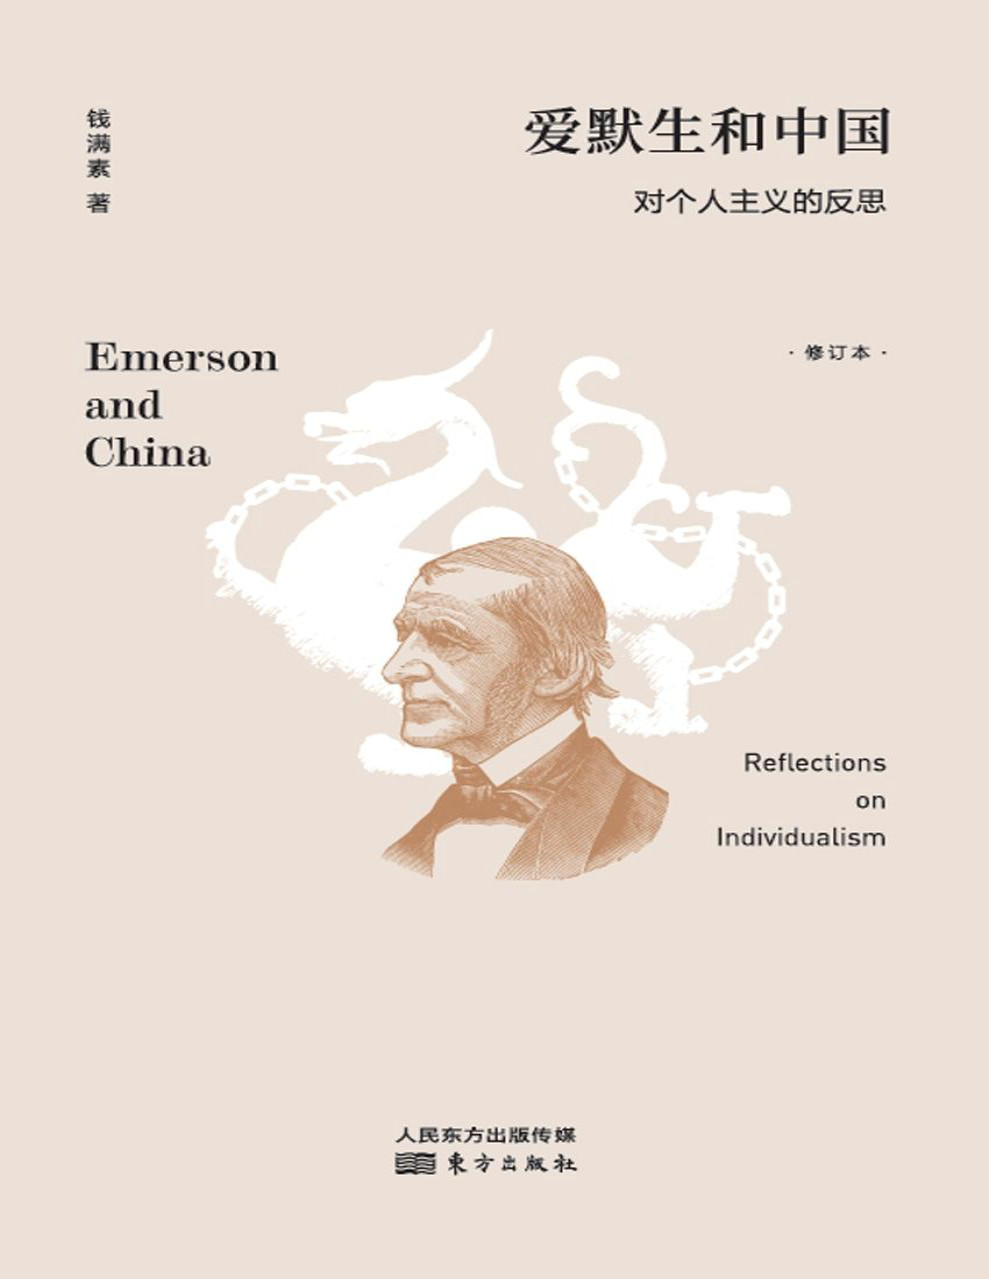 爱默生和中国
对个人主义的反思
钱满素 著
Emerson
and
China
· 修订本 ·
Reflections
on
Individualism
人民东方出版传媒
東方出版社